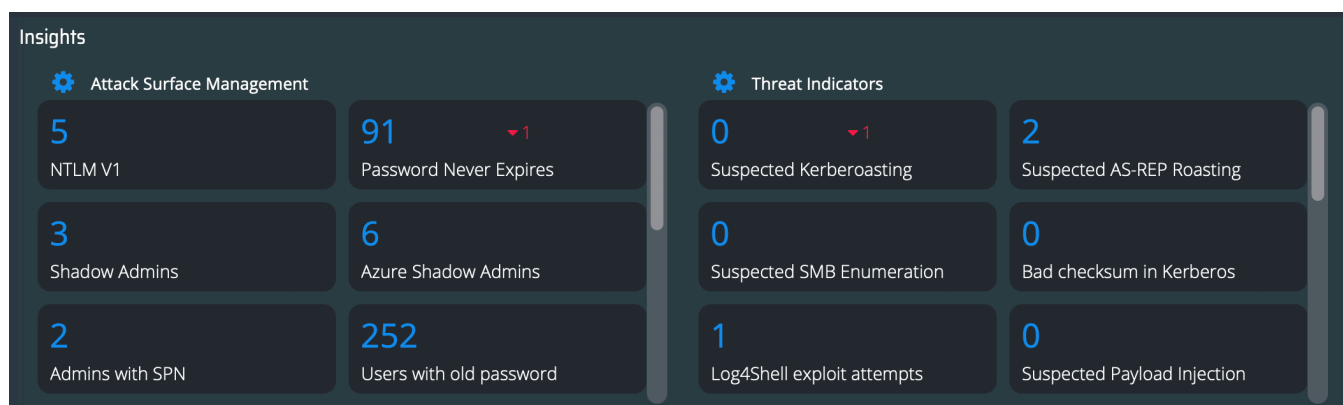 Insights
Attack Surface Management
5
NTLM V1
91 1
Password Never Expires
3
Shadow Admins
6
Azure Shadow Admins
2
Admins with SPN
252
Users with old password
Threat Indicators
0 1
Suspected Kerberoasting
2
Suspected AS-REP Roasting
0
Suspected SMB Enumeration
0
Bad checksum in Kerberos
1
Log4Shell exploit attempts
0
Suspected Payload Injection